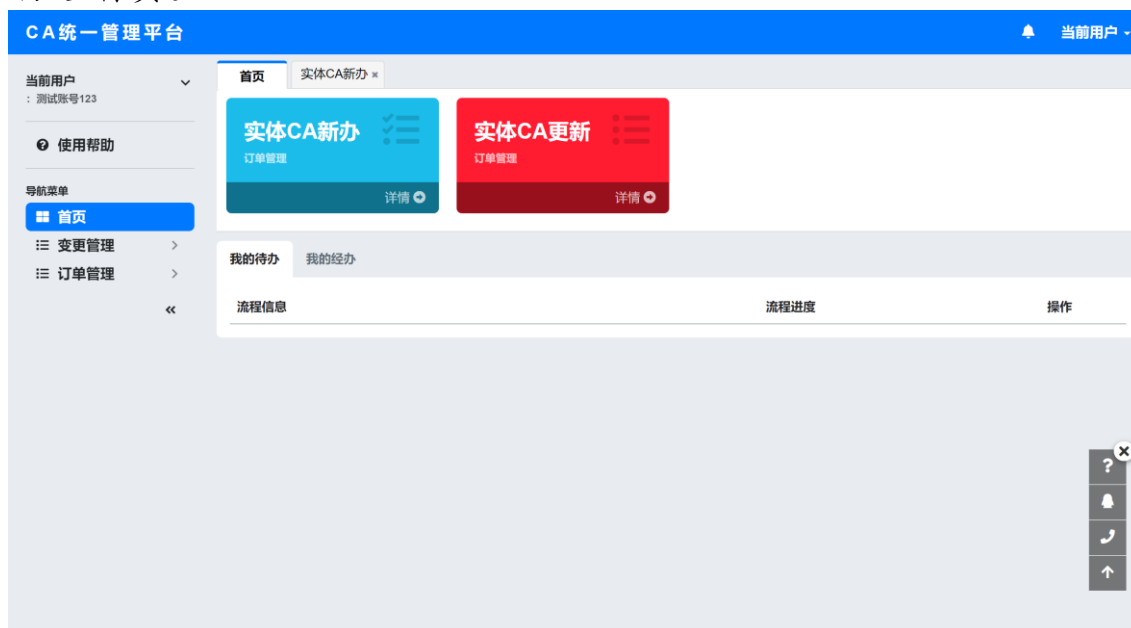 CA统一管理平台
当前用户
当前用户
: 测试账号123
使用帮助
导航菜单
首页
变更管理
订单管理
首页
实体CA新办
实体CA新办
订单管理
详情
实体CA更新
订单管理
详情
我的待办
我的经办
流程信息
流程进度
操作